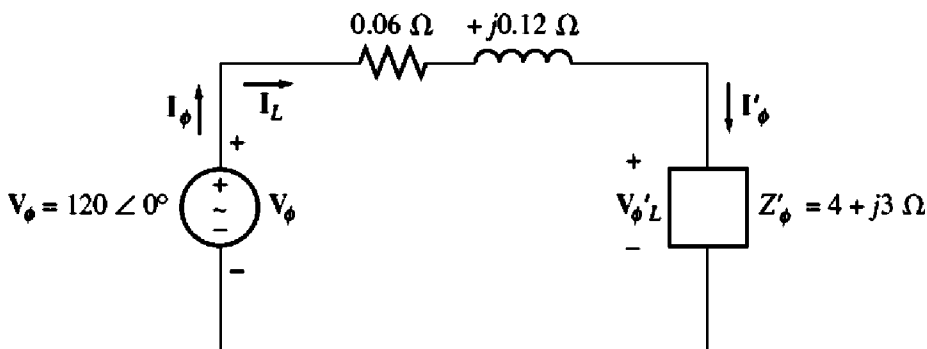 0.06 Ω + j0.12 Ω
I_ϕ I_L I'_ϕ
+ +
V_ϕ = 120 ∠ 0° + ~ − V_ϕ V_ϕ'_L Z'_ϕ = 4 + j3 Ω
− −